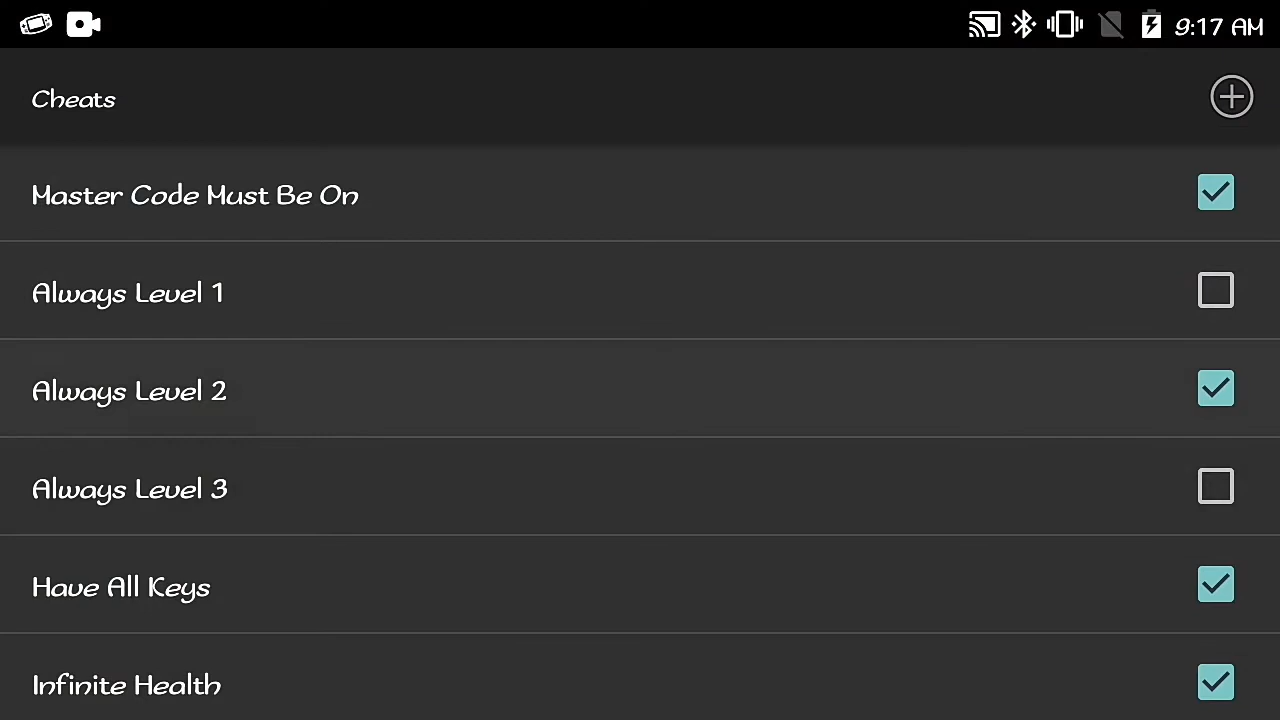 9:17 AM
Cheats
Master Code Must Be On
Always Level 1
Always Level 2
Always Level 3
Have All Keys
Infinite Health